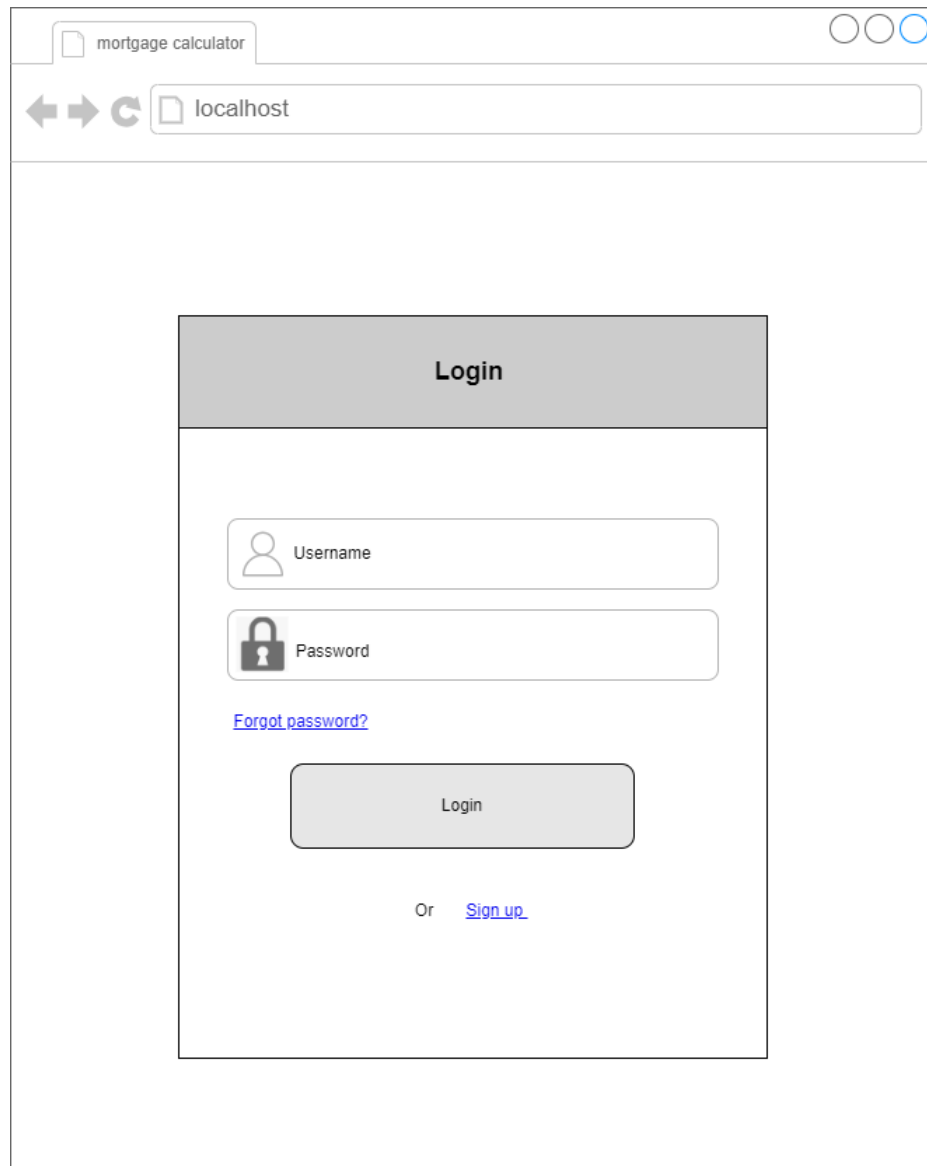 mortgage calculator
localhost
Login
Username
Password
Forgot password?
Login
Or Sign up